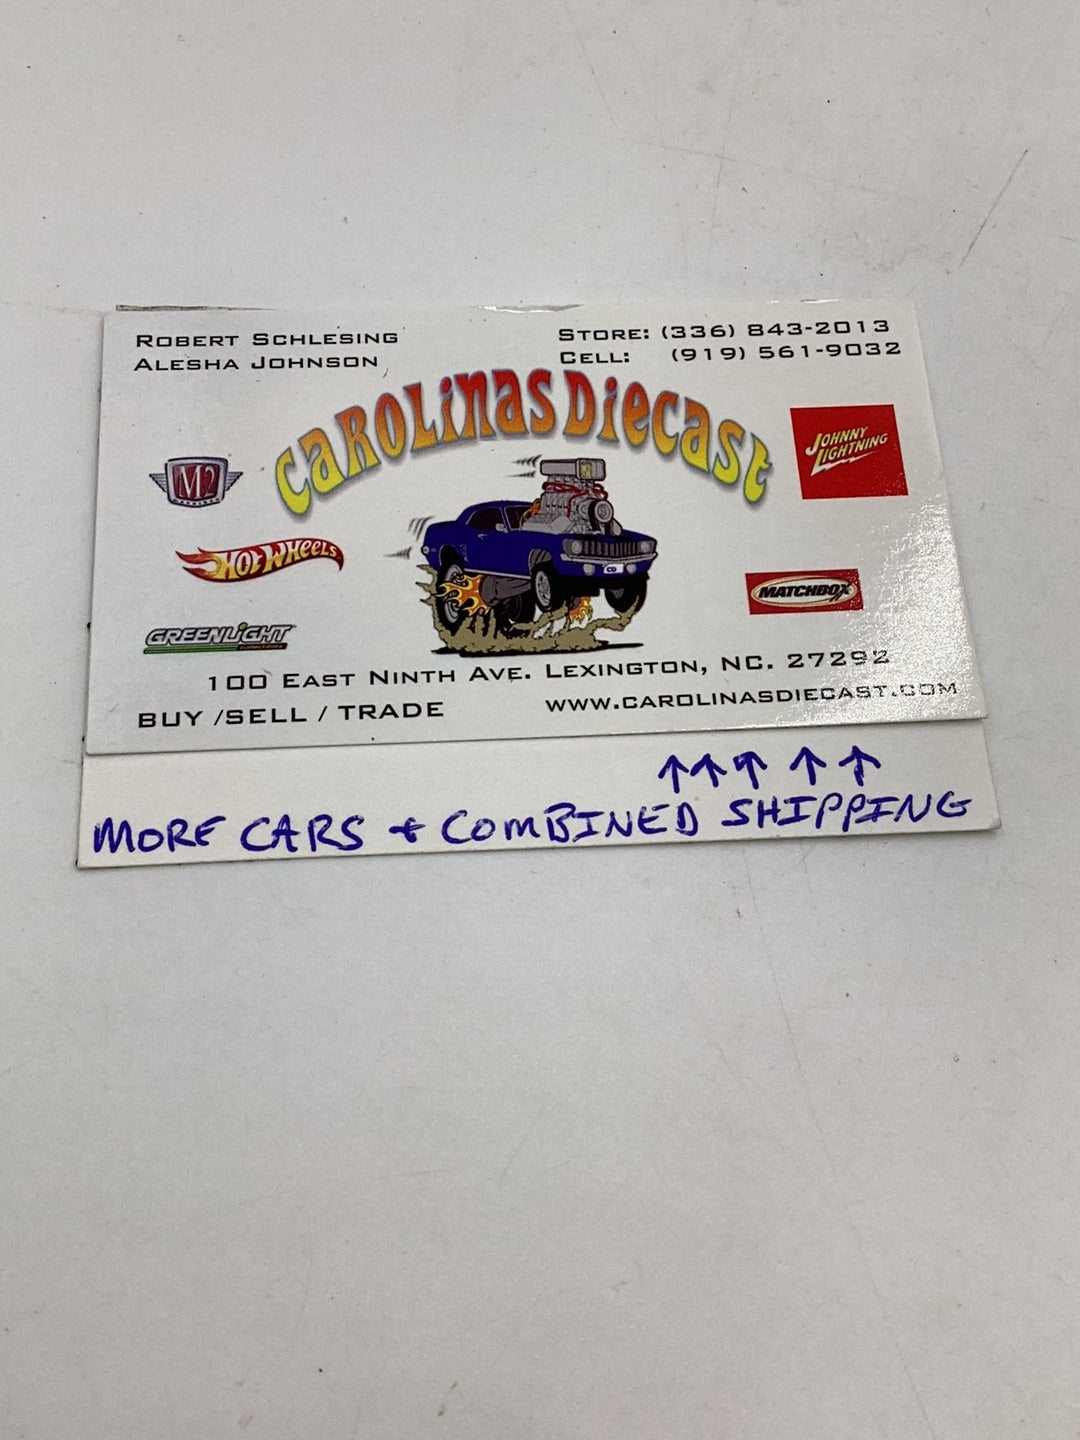 ROBERT SCHLESING
ALESHA JOHNSON
STORE: (336) 843-2013
CELL: (919) 561-9032
CAROLINAS DIECAST
M2
JOHNNY LIGHTNING
HOT WHEELS
MATCHBOX
GREENLIGHT
CD
100 EAST NINTH AVE. LEXINGTON, NC. 27292
BUY /SELL / TRADE
WWW.CAROLINASDIECAST.COM
↑↑↑ ↑ ↑
MORE CARS + COMBINED SHIPPING